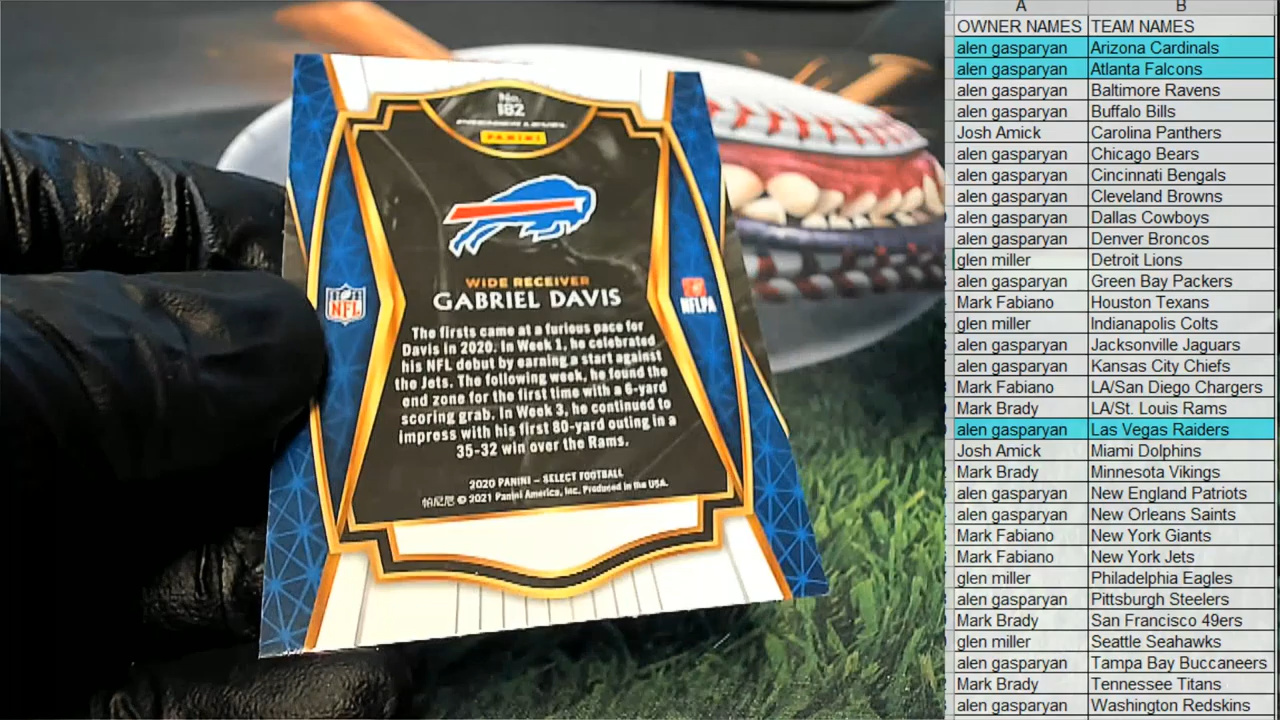 No.
182
PREMIER LEVEL
PANINI
WIDE RECEIVER
GABRIEL DAVIS
NFL
NFLPA
The firsts came at a furious pace for
Davis in 2020. In Week 1, he celebrated
his NFL debut by earning a start against
the Jets. The following week, he found the
end zone for the first time with a 6-yard
scoring grab. In Week 3, he continued to
impress with his first 80-yard outing in a
35-32 win over the Rams.
2020 PANINI – SELECT FOOTBALL
帕尼尼 © 2021 Panini America, Inc. Produced in the USA.
A B
OWNER NAMES TEAM NAMES
alen gasparyan Arizona Cardinals
alen gasparyan Atlanta Falcons
alen gasparyan Baltimore Ravens
alen gasparyan Buffalo Bills
Josh Amick Carolina Panthers
alen gasparyan Chicago Bears
alen gasparyan Cincinnati Bengals
alen gasparyan Cleveland Browns
alen gasparyan Dallas Cowboys
alen gasparyan Denver Broncos
glen miller Detroit Lions
alen gasparyan Green Bay Packers
Mark Fabiano Houston Texans
glen miller Indianapolis Colts
alen gasparyan Jacksonville Jaguars
alen gasparyan Kansas City Chiefs
Mark Fabiano LA/San Diego Chargers
Mark Brady LA/St. Louis Rams
alen gasparyan Las Vegas Raiders
Josh Amick Miami Dolphins
Mark Brady Minnesota Vikings
alen gasparyan New England Patriots
alen gasparyan New Orleans Saints
Mark Fabiano New York Giants
Mark Fabiano New York Jets
glen miller Philadelphia Eagles
alen gasparyan Pittsburgh Steelers
Mark Brady San Francisco 49ers
glen miller Seattle Seahawks
alen gasparyan Tampa Bay Buccaneers
Mark Brady Tennessee Titans
alen gasparyan Washington Redskins